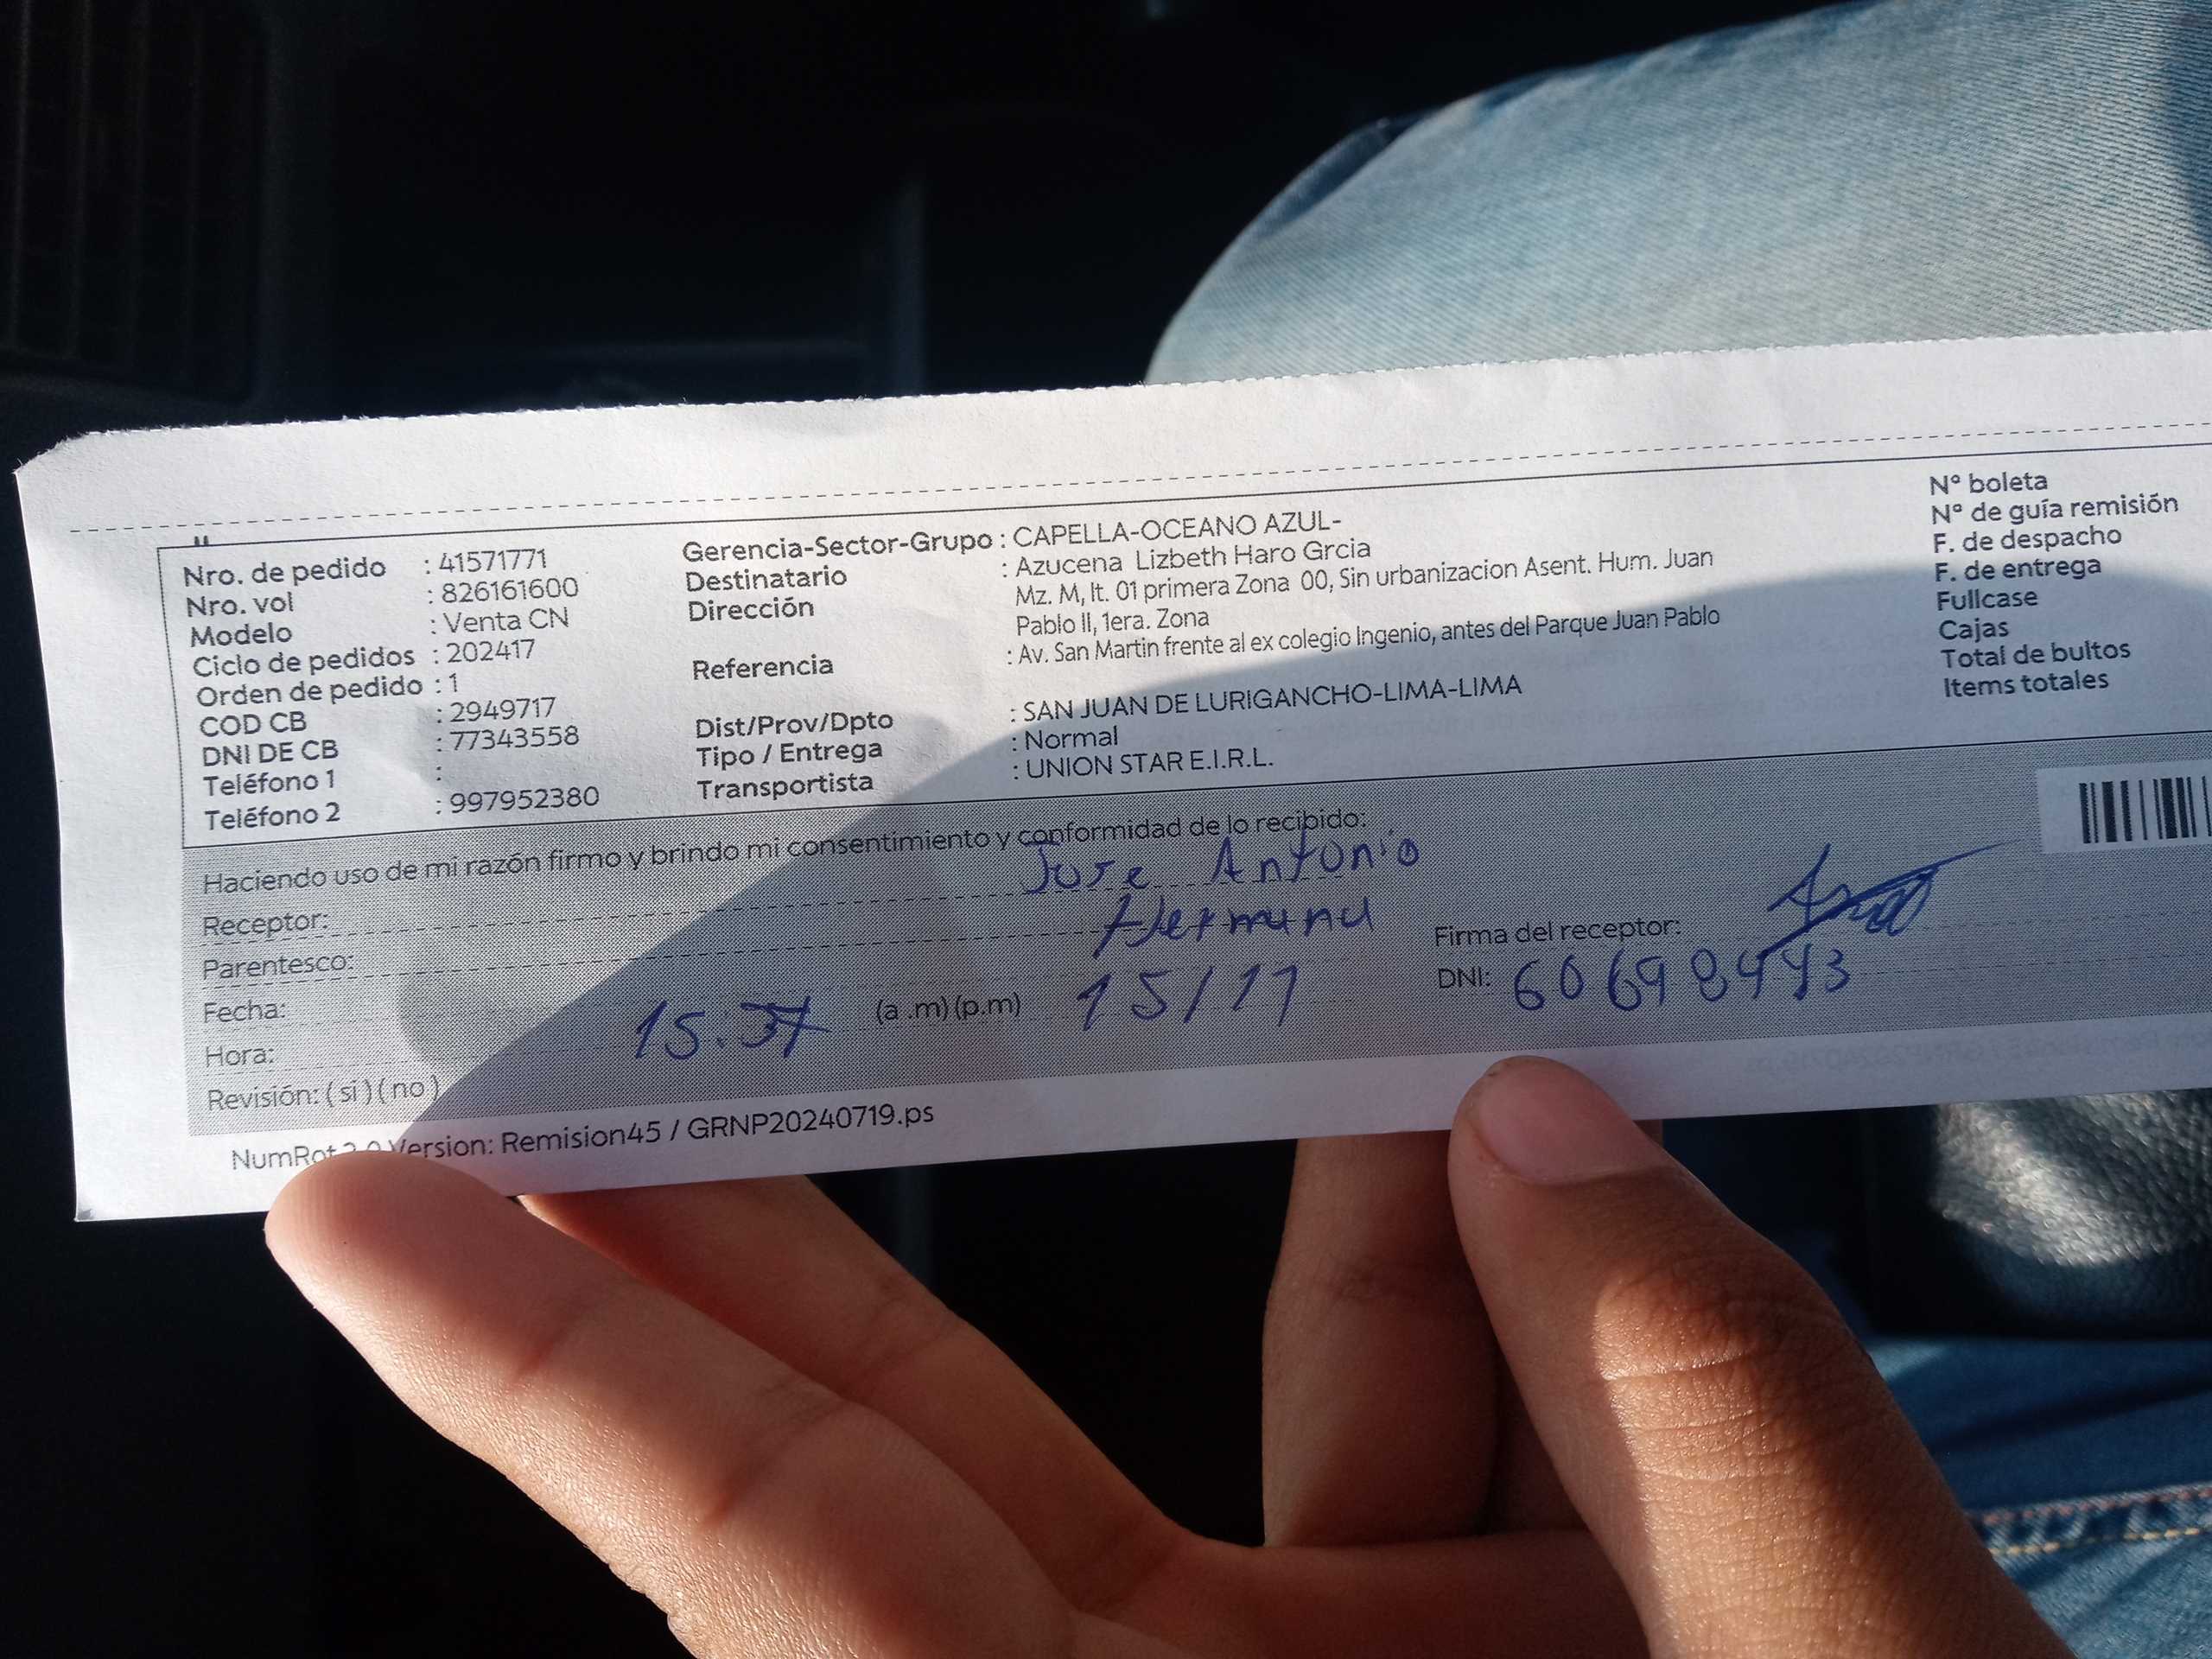 Nro. de pedido : 41571771
Nro. vol : 826161600
Modelo : Venta CN
Ciclo de pedidos : 202417
Orden de pedido : 1
COD CB : 2949717
DNI DE CB : 77343558
Teléfono 1 :
Teléfono 2 : 997952380
Gerencia-Sector-Grupo : CAPELLA-OCEANO AZUL-
Destinatario : Azucena Lizbeth Haro Grcia
Dirección Mz. M, lt. 01 primera Zona 00, Sin urbanizacion Asent. Hum. Juan
Pablo II, 1era. Zona
Referencia : Av. San Martin frente al ex colegio Ingenio, antes del Parque Juan Pablo
Dist/Prov/Dpto : SAN JUAN DE LURIGANCHO-LIMA-LIMA
Tipo / Entrega : Normal
Transportista : UNION STAR E.I.R.L.
N° boleta
N° de guía remisión
F. de despacho
F. de entrega
Fullcase
Cajas
Total de bultos
Items totales
Haciendo uso de mi razón firmo y brindo mi consentimiento y conformidad de lo recibido:
Receptor: Jose Antonio
Parentesco:
Firma del receptor:
Fecha: 15/11
DNI:
Hora: (a .m) (p.m)
Revisión: ( si ) ( no )
Version: Remision45 / GRNP20240719.ps